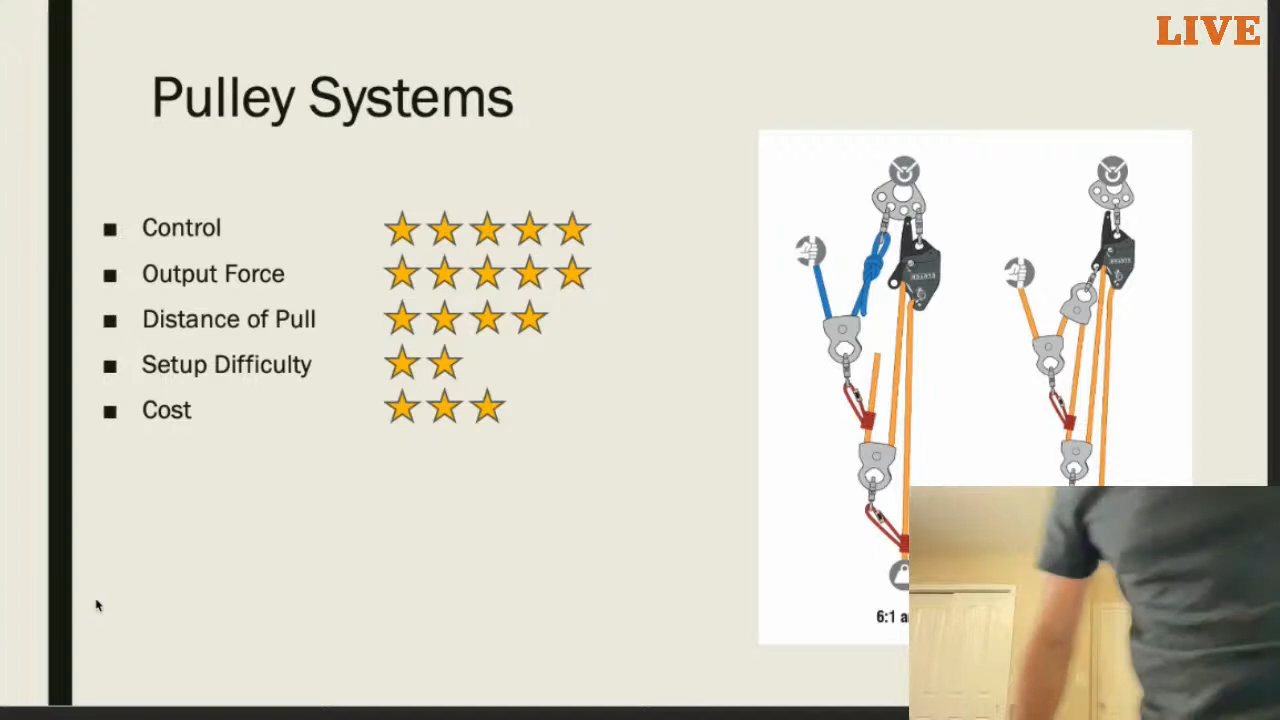 LIVE
Pulley Systems
Control
Output Force
Distance of Pull
Setup Difficulty
Cost
6:1